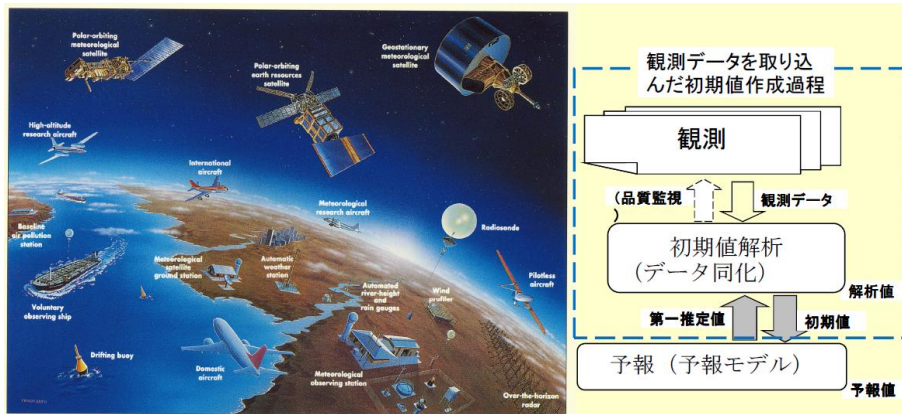 Polar-orbiting
meteorological
satellite
Polar-orbiting
earth resources
satellite
Geostationary
meteorological
satellite
High-altitude
research aircraft
International
aircraft
Meteorological
research aircraft
Radiosonde
Baseline
air pollution
station
Meteorological
satellite
ground station
Automatic
weather
station
Automated
river-height
and
rain gauges
Wind
profiler
Pilotless
aircraft
Voluntary
observing ship
Drifting buoy
Domestic
aircraft
Meteorological
observing station
Over-the-horizon
radar
観測データを取り込
んだ初期値作成過程
観測
(品質監視
観測データ
初期値解析
(データ同化)
解析値
第一推定値
初期値
予報(予報モデル)
予報値